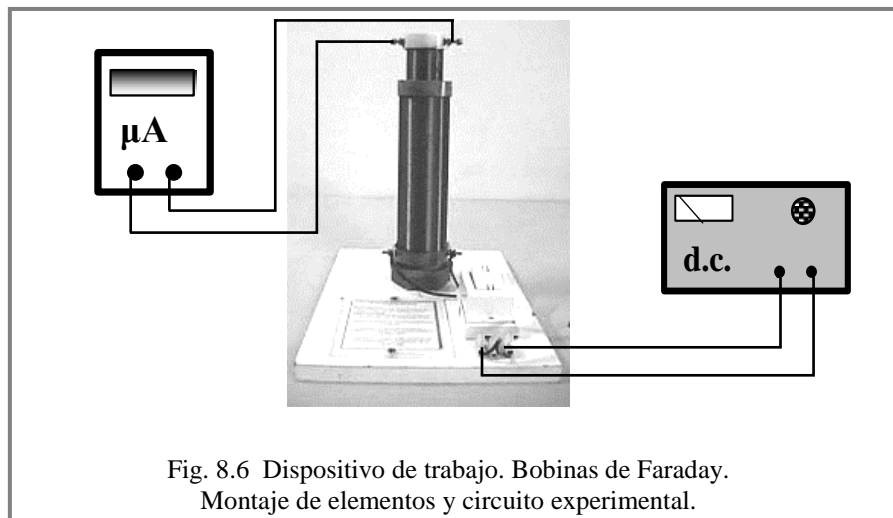 µA
d.c.
Fig. 8.6 Dispositivo de trabajo. Bobinas de Faraday.
Montaje de elementos y circuito experimental.